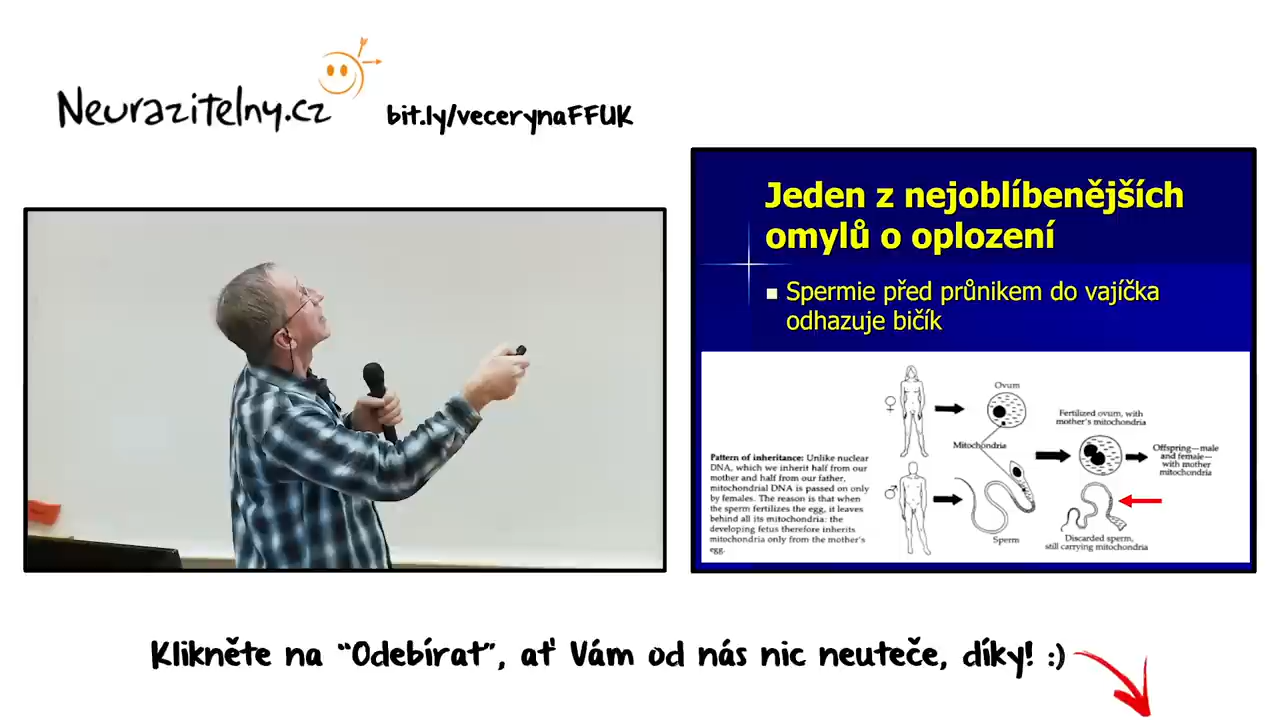 Neurazitelny.cz
bit.ly/vecerynaFFUK
Jeden z nejoblíbenějších
omylů o oplození
Spermie před průnikem do vajíčka
odhazuje bičík
Ovum
Fertilized ovum, with
mother's mitochondria
Mitochondria
Offspring—male
and female—
with mother
mitochondria
Pattern of inheritance: Unlike nuclear
DNA, which we inherit half from our
mother and half from our father,
mitochondrial DNA is passed on only
by females. The reason is that when
the sperm fertilizes the egg, it leaves
behind all its mitochondria: the
developing fetus therefore inherits
mitochondria only from the mother's
egg.
Sperm
Discarded sperm,
still carrying mitochondria
Klikněte na “Odebírat”, ať Vám od nás nic neuteče, díky! :)